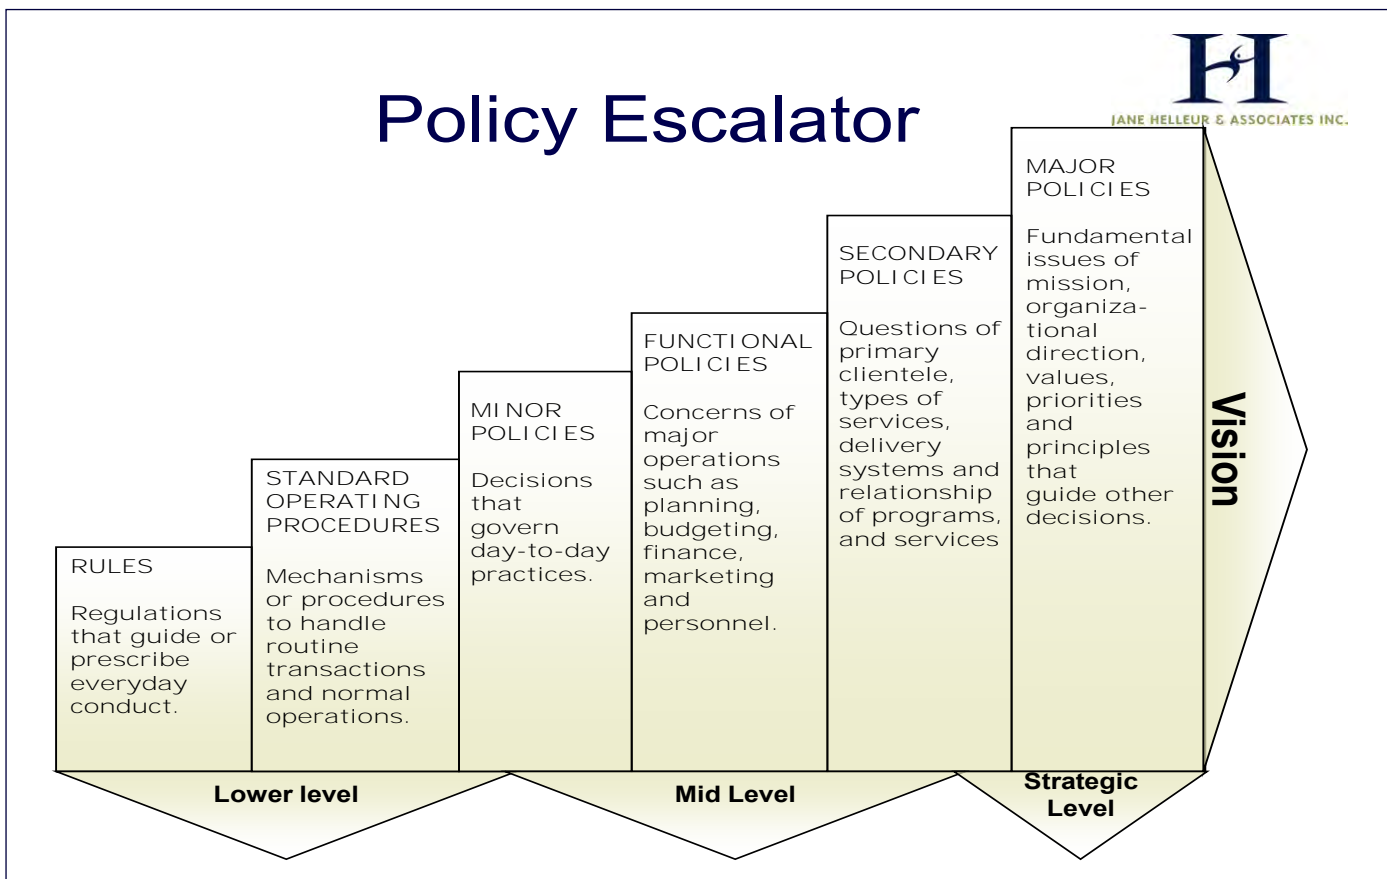 JANE HELLEUR & ASSOCIATES INC.
Policy Escalator
RULES
Regulations
that guide or
prescribe
everyday
conduct.
STANDARD
OPERATING
PROCEDURES
Mechanisms
or procedures
to handle
routine
transactions
and normal
operations.
MINOR
POLICIES
Decisions
that
govern
day-to-day
practices.
FUNCTIONAL
POLICIES
Concerns of
major
operations
such as
planning,
budgeting,
finance,
marketing
and
personnel.
SECONDARY
POLICIES
Questions of
primary
clientele,
types of
services,
delivery
systems and
relationship
of programs,
and services
MAJOR
POLICIES
Fundamental
issues of
mission,
organiza-
tional
direction,
values,
priorities
and
principles
that
guide other
decisions.
Vision
Lower level
Mid Level
Strategic
Level